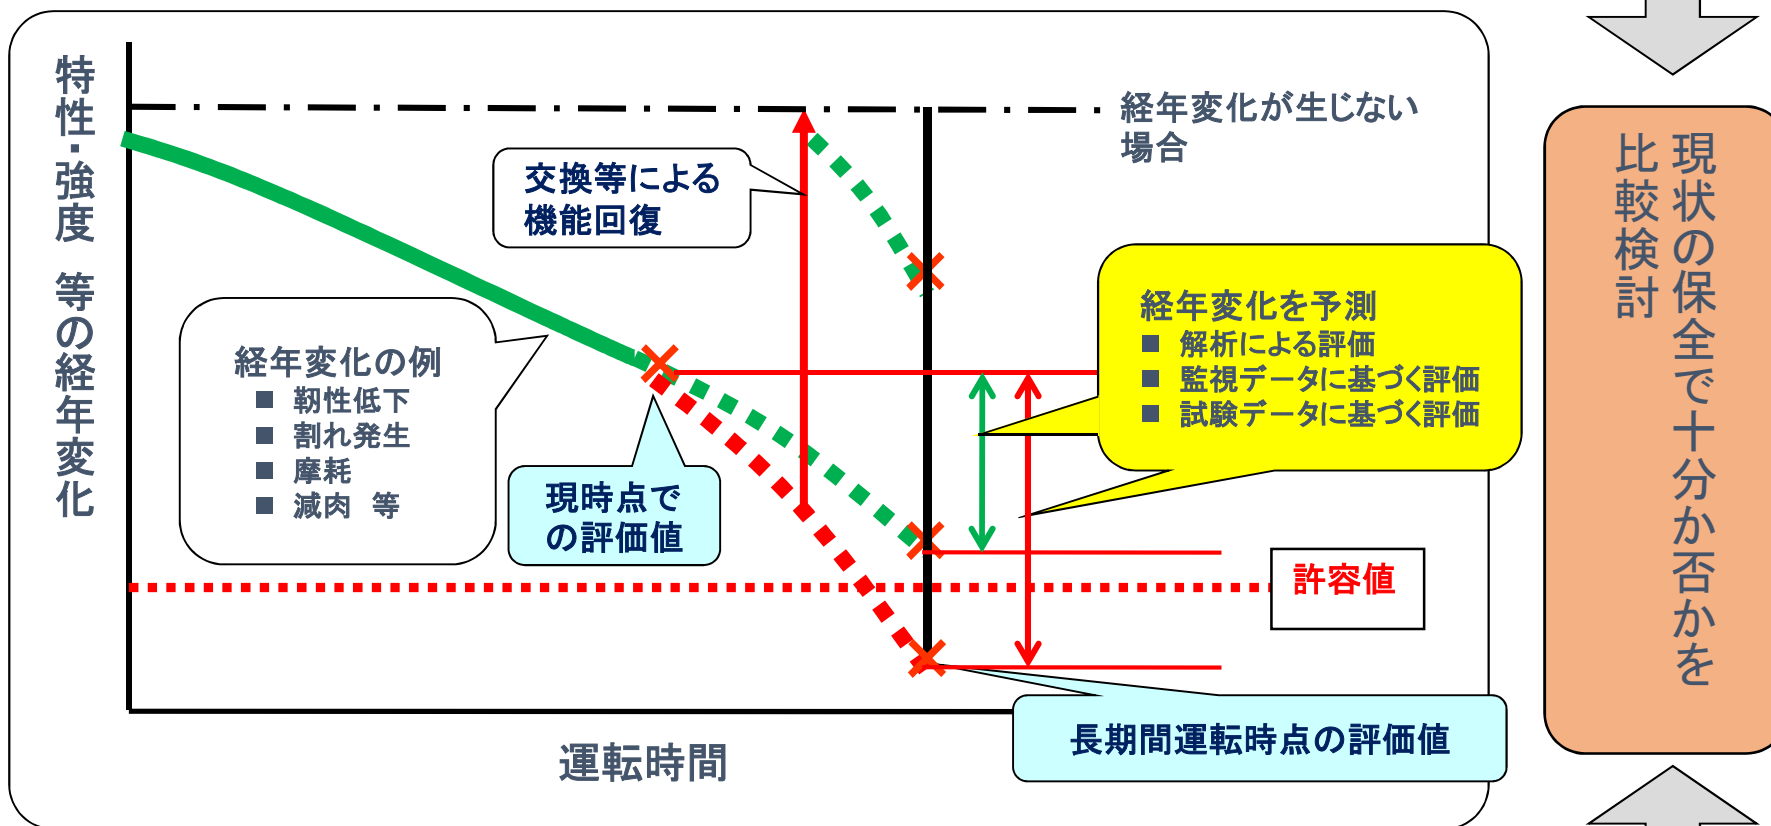 特性・強度 等の経年変化
経年変化が生じない
場合
交換等による
機能回復
経年変化の例
■ 靭性低下
■ 割れ発生
■ 摩耗
■ 減肉 等
現時点で
の評価値
経年変化を予測
■ 解析による評価
■ 監視データに基づく評価
■ 試験データに基づく評価
許容値
長期間運転時点の評価値
運転時間
現状の保全で十分か否かを
比較検討